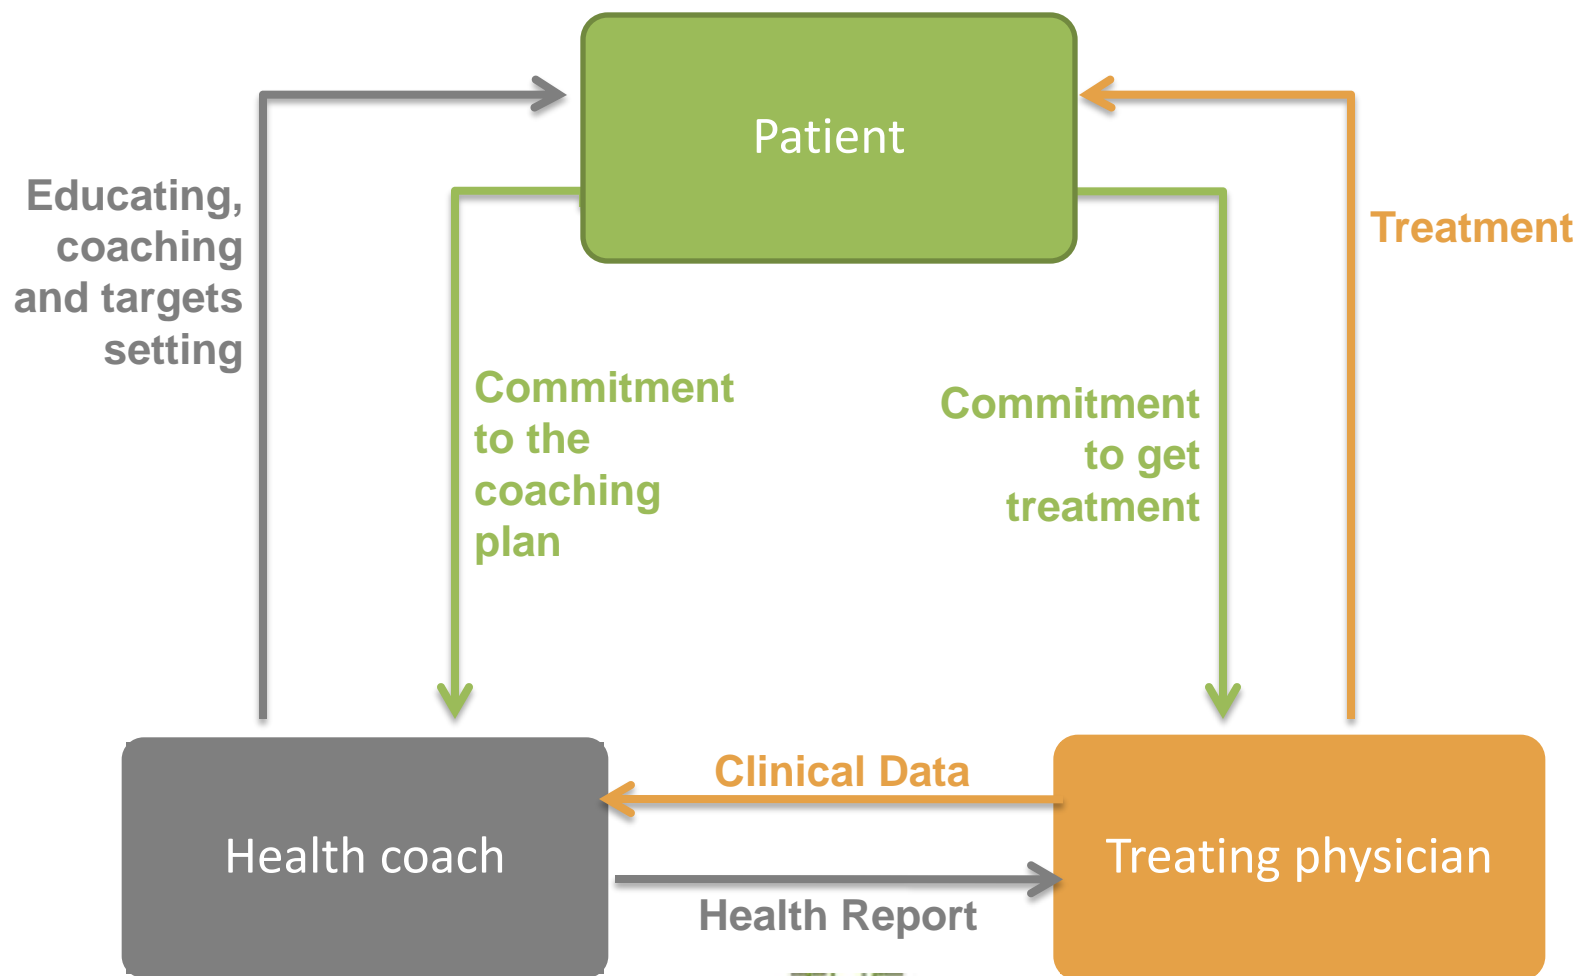 Patient
Educating,
coaching
and targets
setting
Treatment
Commitment
to the
coaching
plan
Commitment
to get
treatment
Clinical Data
Health coach
Treating physician
Health Report